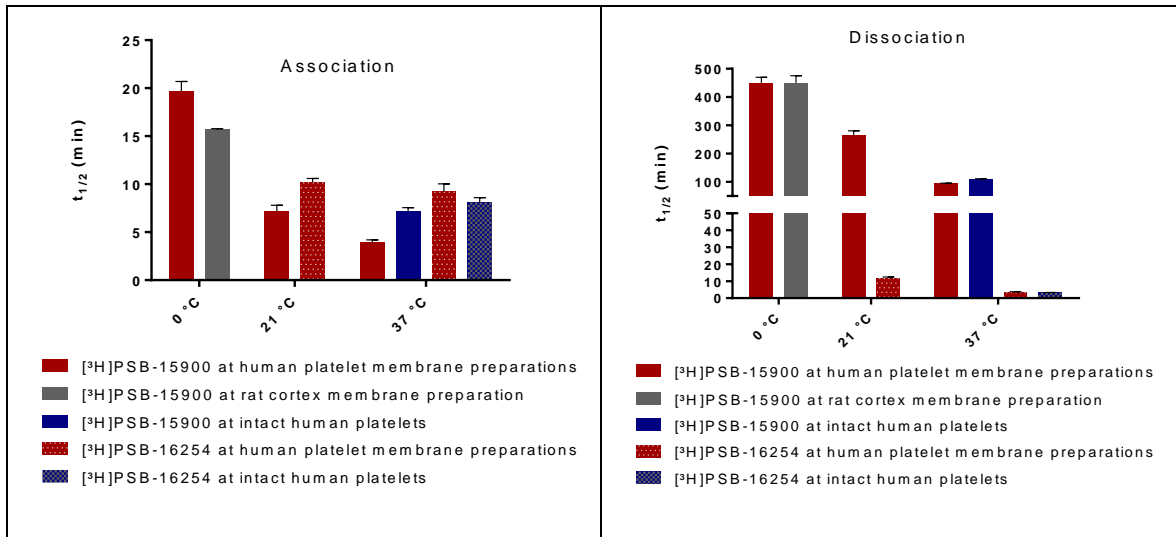 Association
t1/2 (min)
25
20
15
10
5
0
0 °C
21 °C
37 °C
[³H]PSB-15900 at human platelet membrane preparations
[³H]PSB-15900 at rat cortex membrane preparation
[³H]PSB-15900 at intact human platelets
[³H]PSB-16254 at human platelet membrane preparations
[³H]PSB-16254 at intact human platelets
Dissociation
t1/2 (min)
500
400
300
200
100
50
40
30
20
10
0
0 °C
21 °C
37 °C
[³H]PSB-15900 at human platelet membrane preparations
[³H]PSB-15900 at rat cortex membrane preparation
[³H]PSB-15900 at intact human platelets
[³H]PSB-16254 at human platelet membrane preparations
[³H]PSB-16254 at intact human platelets